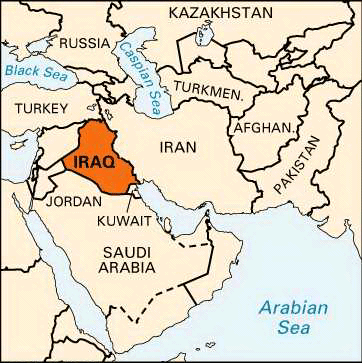 KAZAKHSTAN
RUSSIA
Caspian Sea
Black Sea
TURKMEN.
TURKEY
AFGHAN.
IRAN
IRAQ
PAKISTAN
JORDAN
KUWAIT
SAUDI
ARABIA
Arabian
Sea